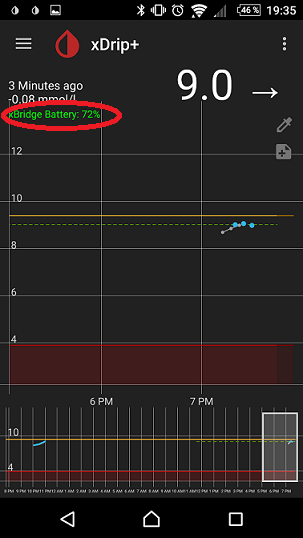 46 % 19:35
xDrip+
3 Minutes ago
9.0 →
-0.08 mmol/l
xBridge Battery: 72%
12
10
8
4
6 PM 7 PM
10
4
8 PM 9 PM 10 PM 11 PM 12 PM 1 AM 2 AM 3 AM 4 AM 5 AM 6 AM 7 AM 8 AM 9 AM 10 AM 11 AM 12 PM 1 PM 2 PM 3 PM 4 PM 5 PM 6 PM 7 PM